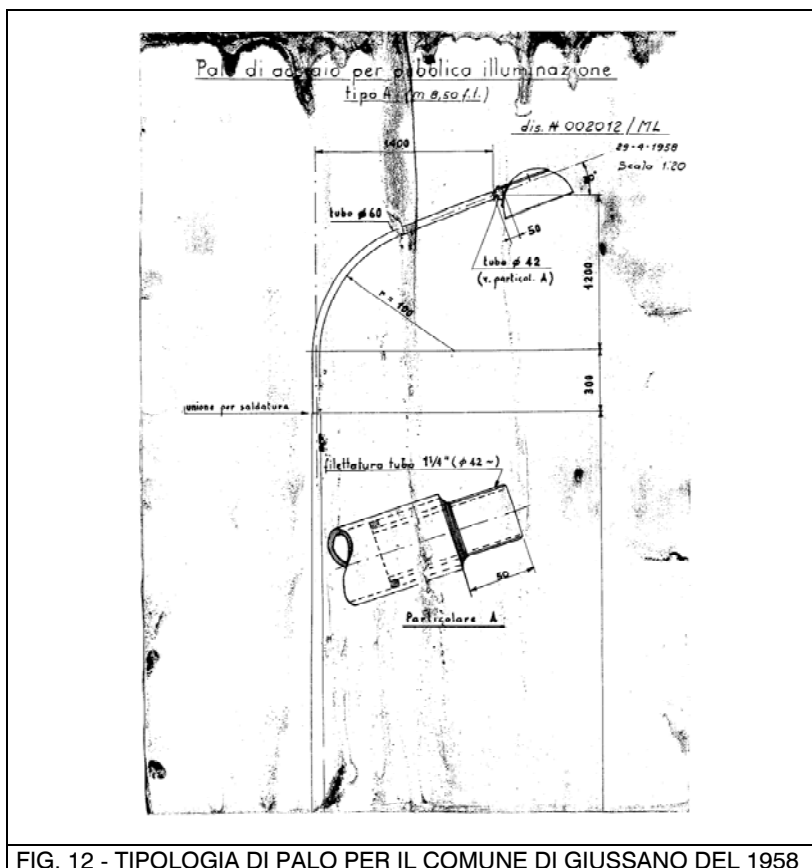 Palo di acciaio per pubblica illuminazione
tipo A (m 8,50 f.l.)
dis. N 002012 / ML
29-4-1958
Scala 1:20
1400
tubo ø 60
50
tubo ø 42
(v. particol. A)
1200
r =
300
unione per saldatura
filettatura tubo 1¼" (ø 42 ~)
50
Particolare A
FIG. 12 - TIPOLOGIA DI PALO PER IL COMUNE DI GIUSSANO DEL 1958